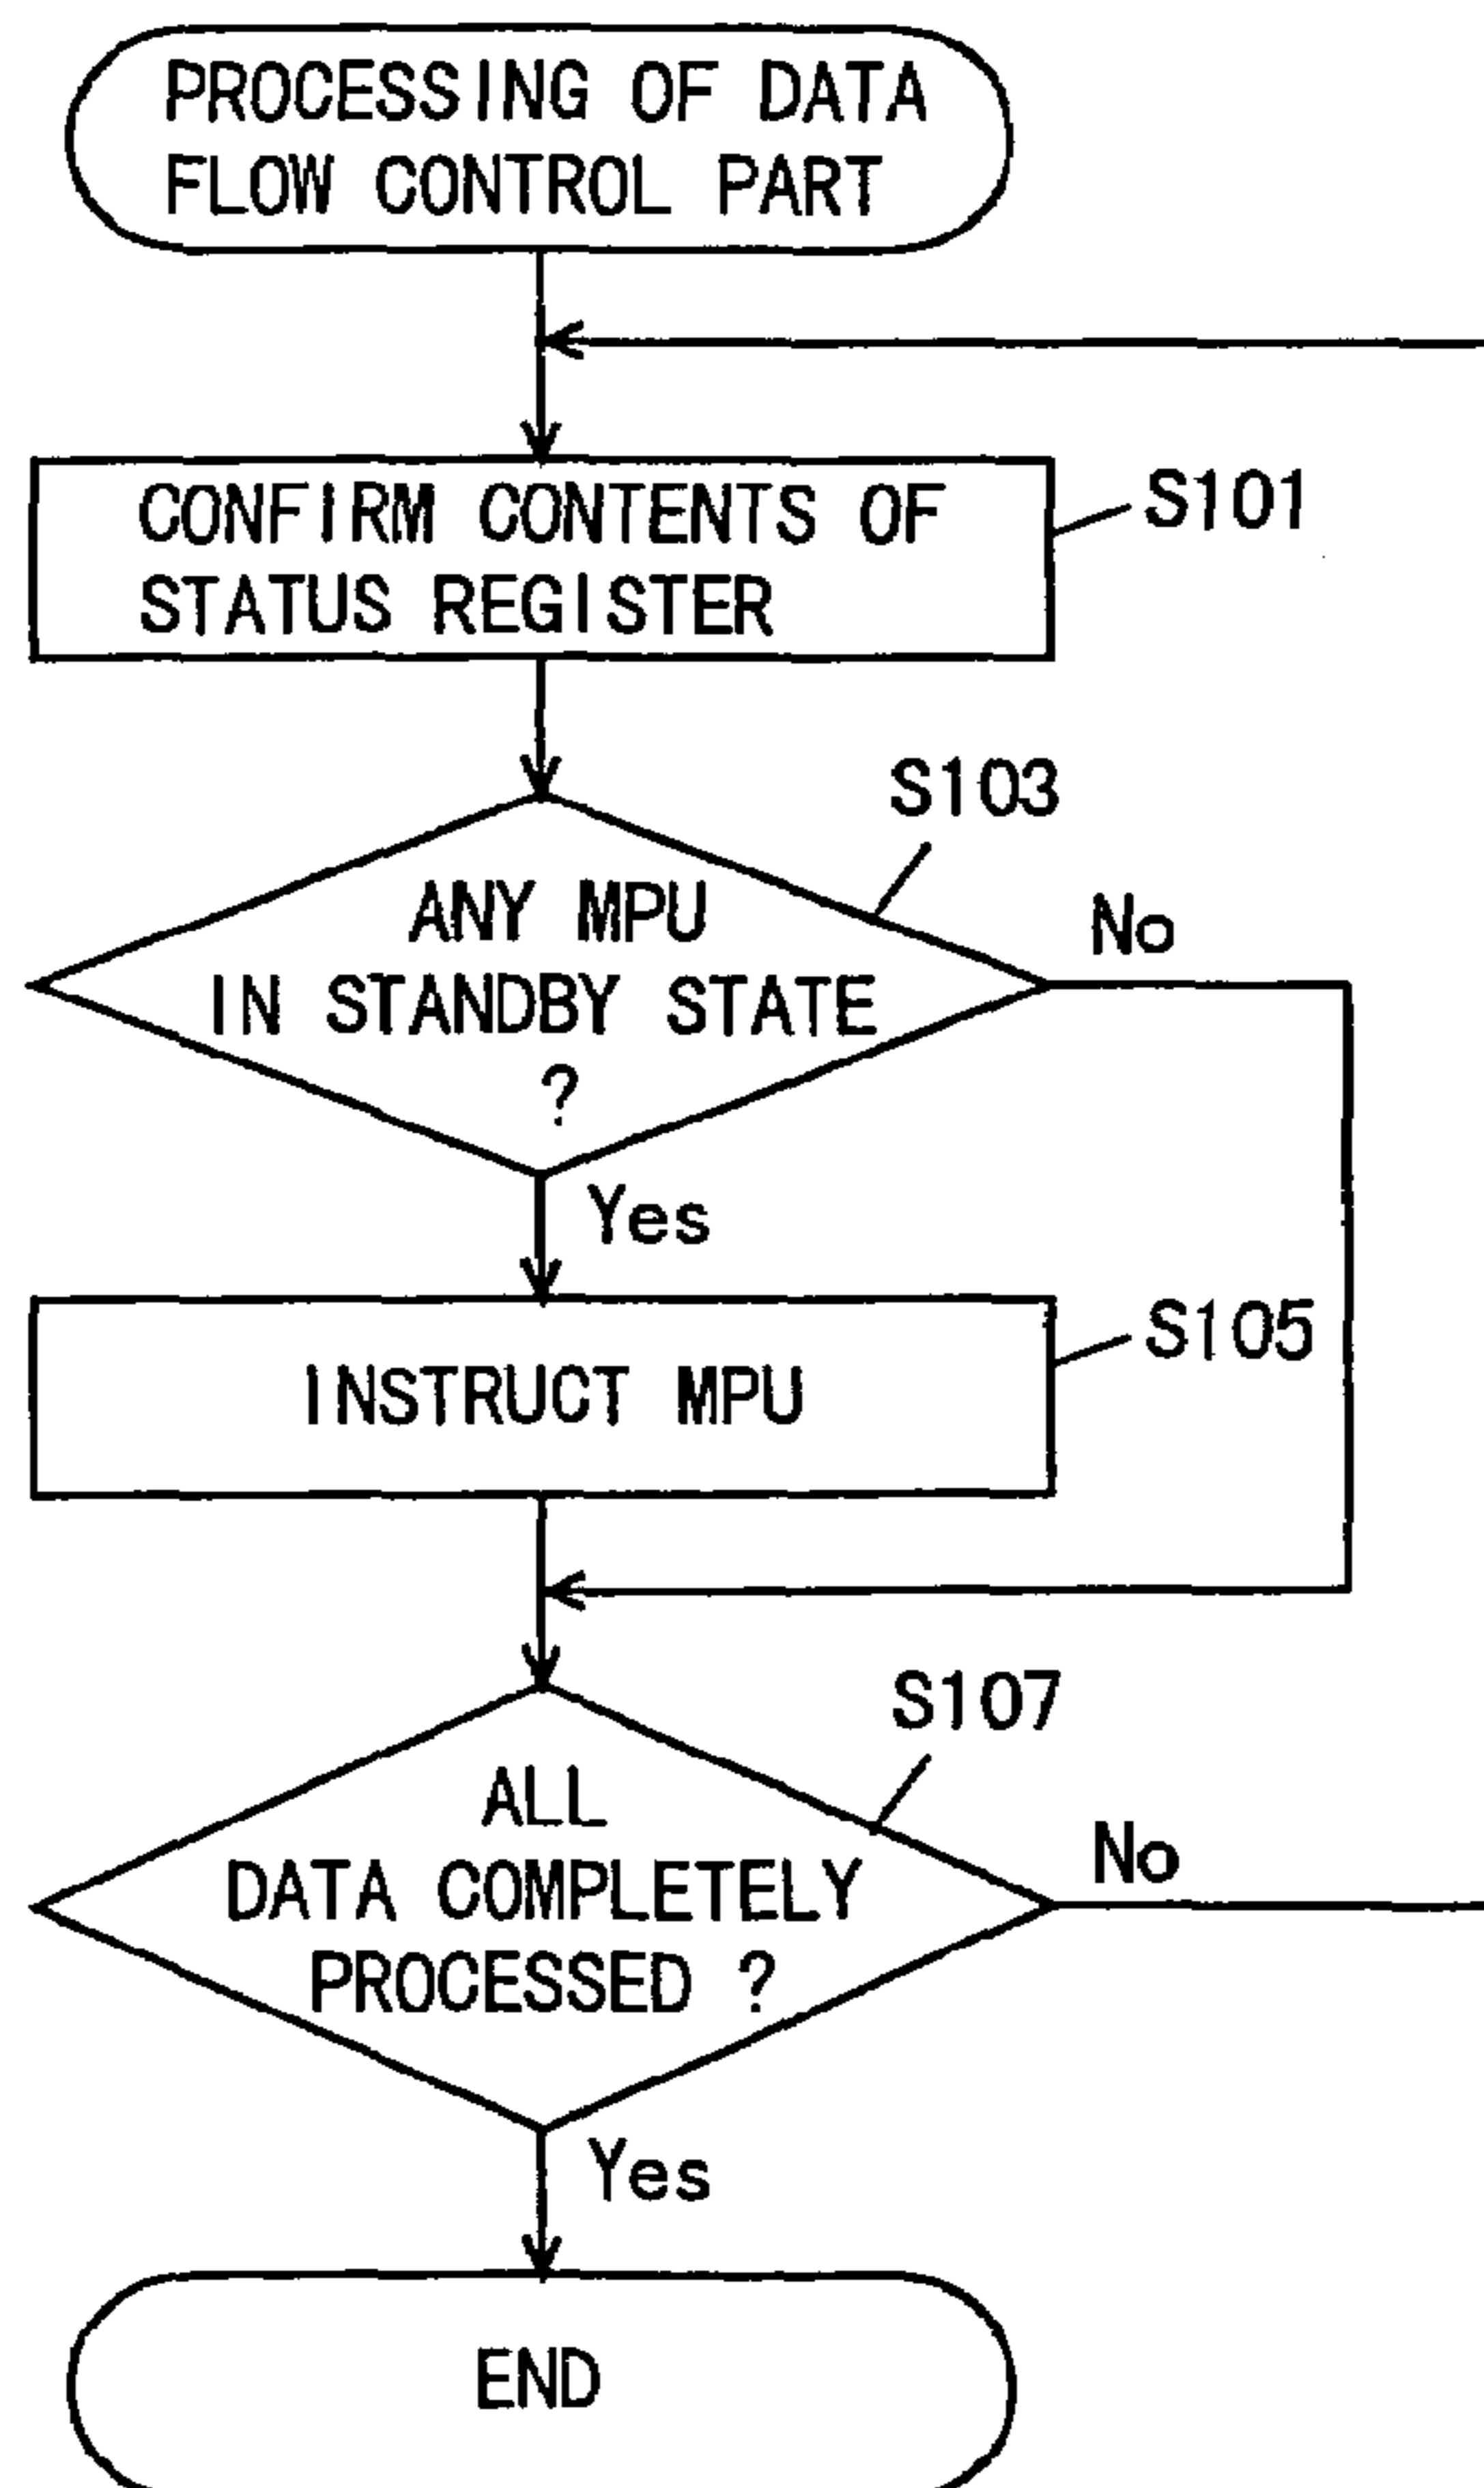 PROCESSING OF DATA
FLOW CONTROL PART
CONFIRM CONTENTS OF
STATUS REGISTER
S101
S103
ANY MPU
IN STANDBY STATE
?
No
Yes
INSTRUCT MPU
S105
S107
ALL
DATA COMPLETELY
PROCESSED ?
No
Yes
END